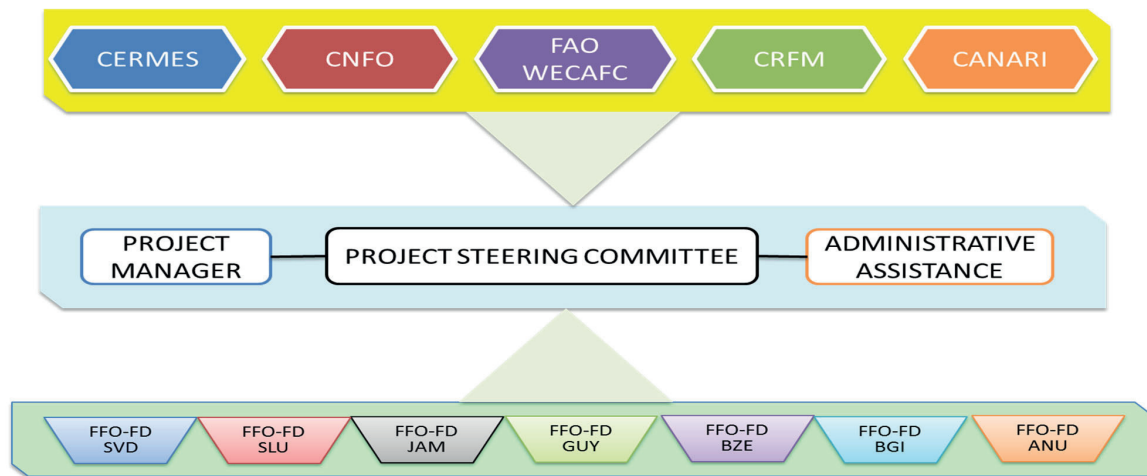 CERMES
CNFO
FAO
WECAFC
CRFM
CANARI
PROJECT
MANAGER
PROJECT STEERING COMMITTEE
ADMINISTRATIVE
ASSISTANCE
FFO-FD
SVD
FFO-FD
SLU
FFO-FD
JAM
FFO-FD
GUY
FFO-FD
BZE
FFO-FD
BGI
FFO-FD
ANU